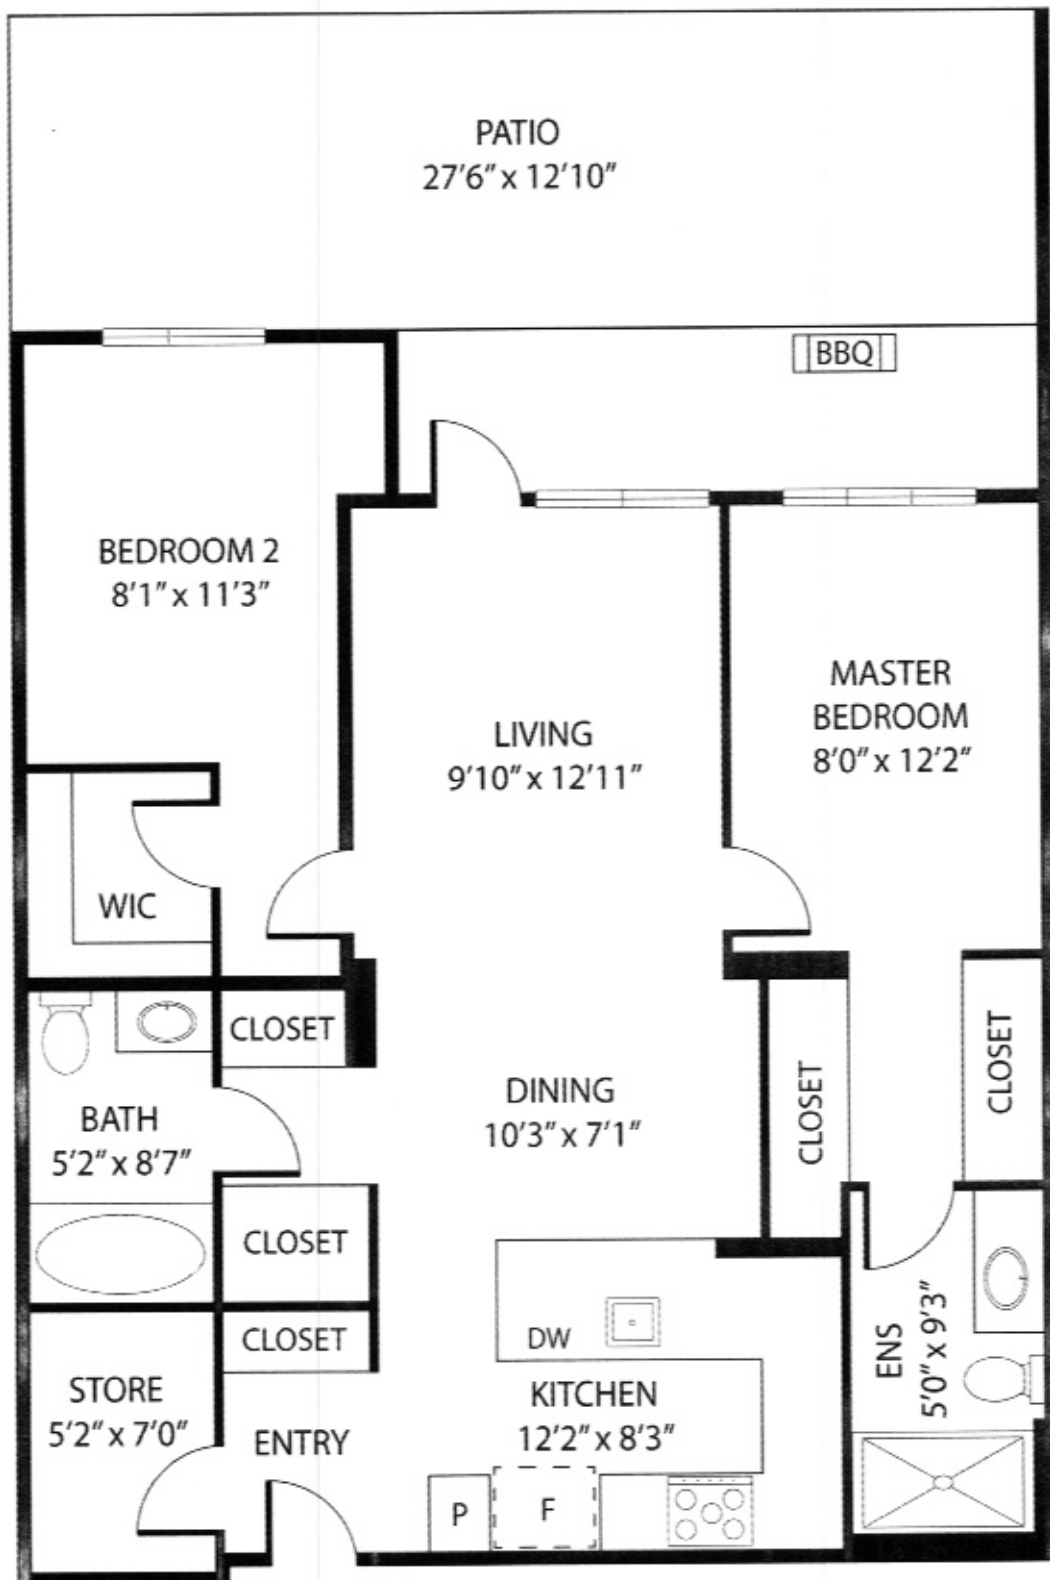 PATIO
27'6" x 12'10"
BBQ
BEDROOM 2
8'1" x 11'3"
MASTER
BEDROOM
8'0" x 12'2"
LIVING
9'10" x 12'11"
WIC
CLOSET
CLOSET
CLOSET
DINING
10'3" x 7'1"
BATH
5'2" x 8'7"
CLOSET
DW
CLOSET
ENS
5'0" x 9'3"
STORE
5'2" x 7'0"
ENTRY
KITCHEN
12'2" x 8'3"
P
F